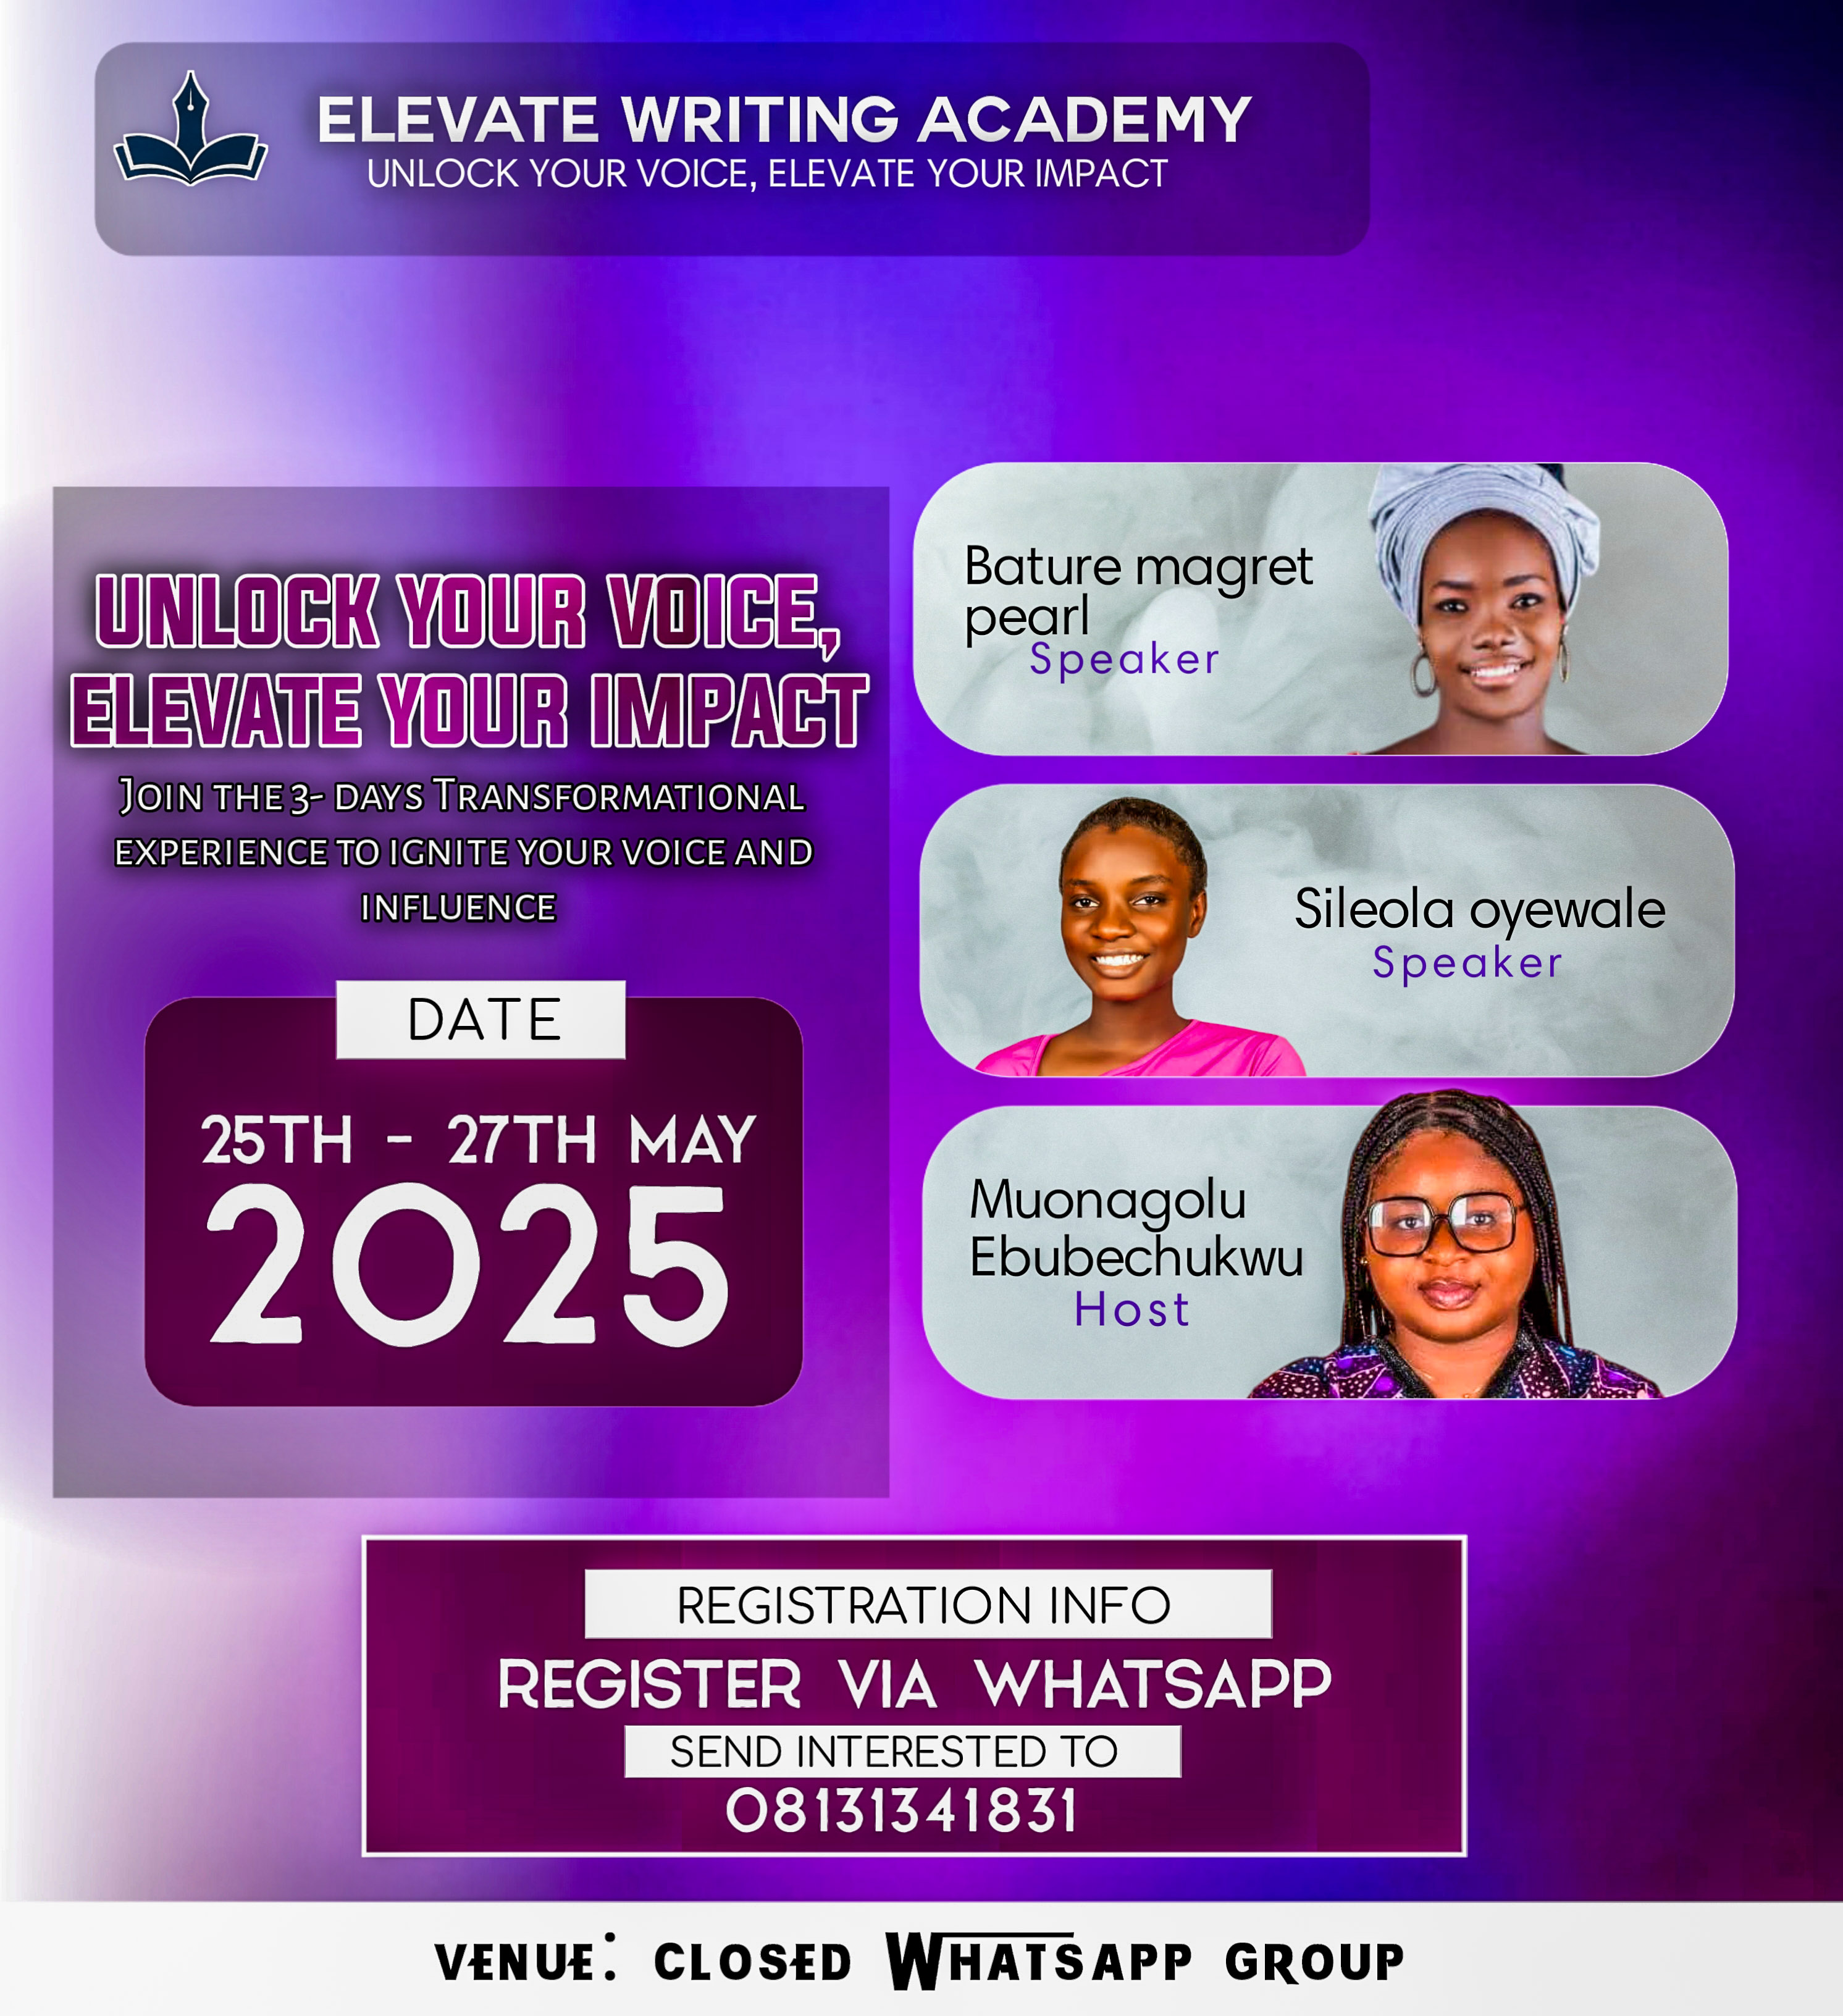 ELEVATE WRITING ACADEMY
UNLOCK YOUR VOICE, ELEVATE YOUR IMPACT
UNLOCK YOUR VOICE,
ELEVATE YOUR IMPACT
Join the 3- days Transformational
experience to ignite your voice and
influence
DATE
25TH - 27TH MAY
2025
Bature magret
pearl
Speaker
Sileola oyewale
Speaker
Muonagolu
Ebubechukwu
Host
REGISTRATION INFO
REGISTER VIA WHATSAPP
SEND INTERESTED TO
08131341831
VENUE: CLOSED WHATSAPP GROUP